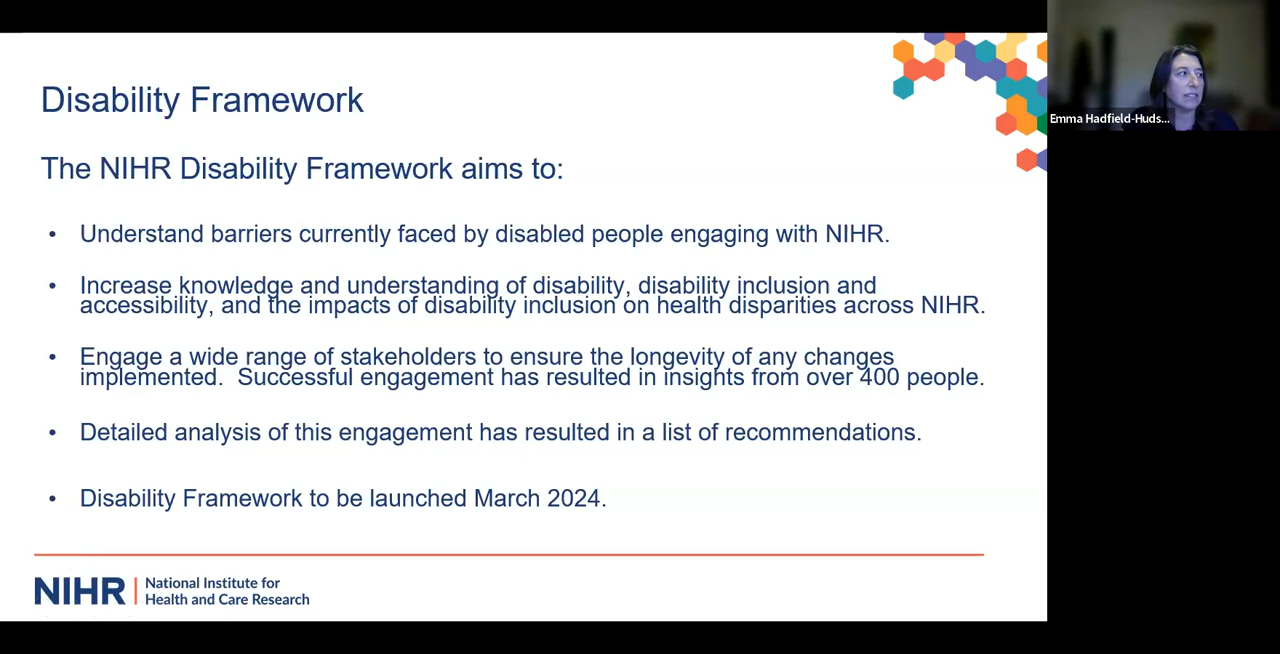 Disability Framework
The NIHR Disability Framework aims to:
• Understand barriers currently faced by disabled people engaging with NIHR.
• Increase knowledge and understanding of disability, disability inclusion and
accessibility, and the impacts of disability inclusion on health disparities across NIHR.
• Engage a wide range of stakeholders to ensure the longevity of any changes
implemented.  Successful engagement has resulted in insights from over 400 people.
• Detailed analysis of this engagement has resulted in a list of recommendations.
• Disability Framework to be launched March 2024.
NIHR | National Institute for
Health and Care Research
Emma Hadfield-Huds...